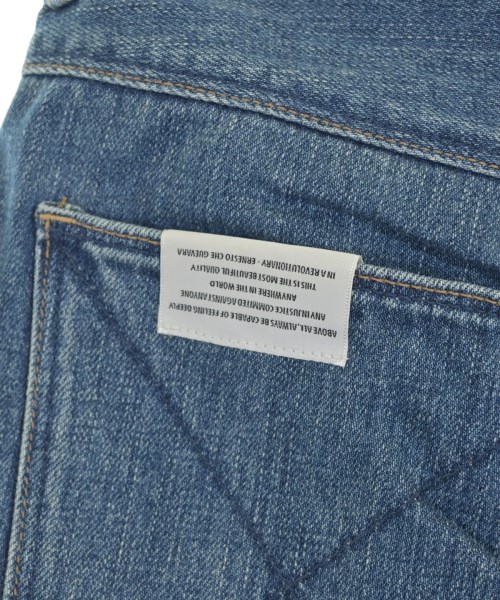 ABOVE ALL, ALWAYS BE CAPABLE OF FEELING DEEPLY
ANY INJUSTICE COMMITED AGAINST ANYONE
ANYWHERE IN THE WORLD
THIS IS THE MOST BEAUTIFUL QUALITY
IN A REVOLUTIONARY - ERNESTO CHE GUEVARA